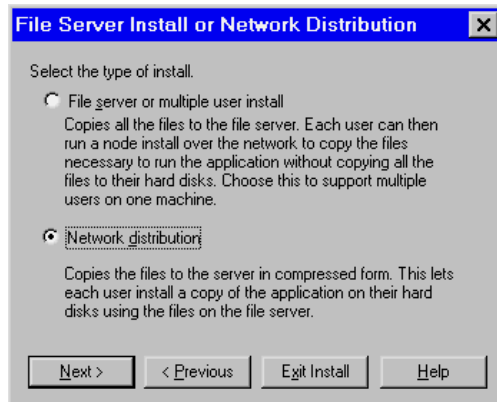 File Server Install or Network Distribution
Select the type of install.
File server or multiple user install
Copies all the files to the file server. Each user can then
run a node install over the network to copy the files
necessary to run the application without copying all the
files to their hard disks. Choose this to support multiple
users on one machine.
Network distribution
Copies the files to the server in compressed form. This lets
each user install a copy of the application on their hard
disks using the files on the file server.
Next > < Previous Exit Install Help